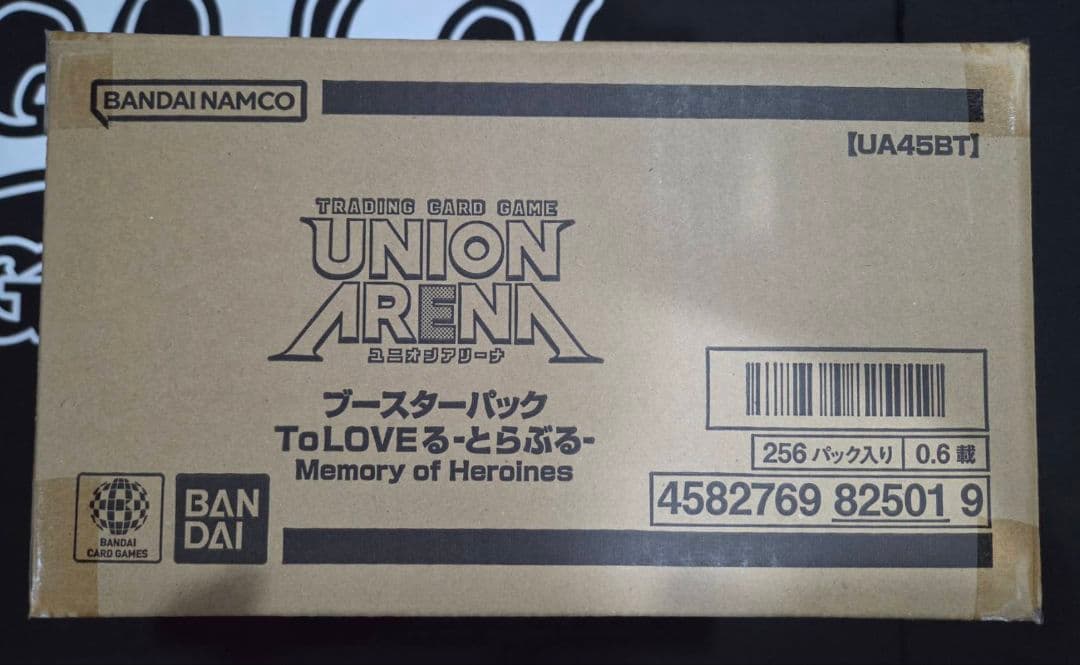 BANDAI NAMCO
【UA45BT】
TRADING CARD GAME
UNION
ARENA
ユニオンアリーナ
ブースターパック
ToLOVEる-とらぶる-
Memory of Heroines
256 パック入り 0.6 載
4582769 82501 9
BANDAI
CARD GAMES
BAN
DAI